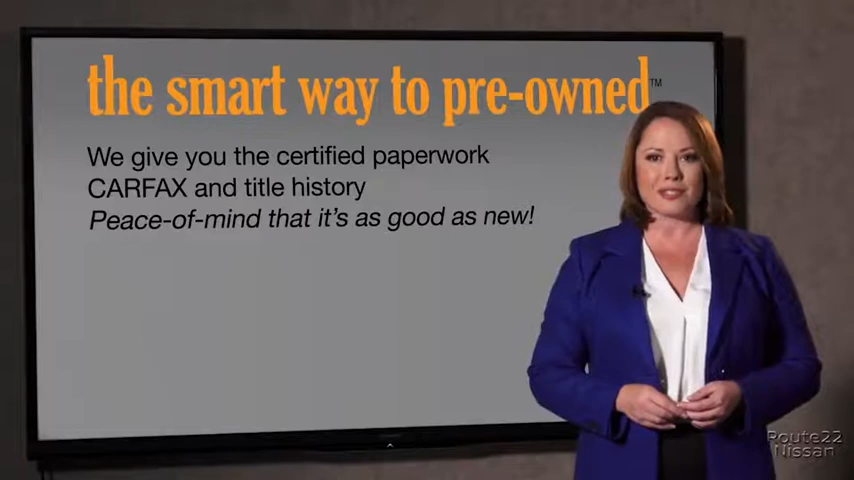 the smart way to pre-owned™
We give you the certified paperwork
CARFAX and title history
Peace-of-mind that it's as good as new!
Route22
Nissan